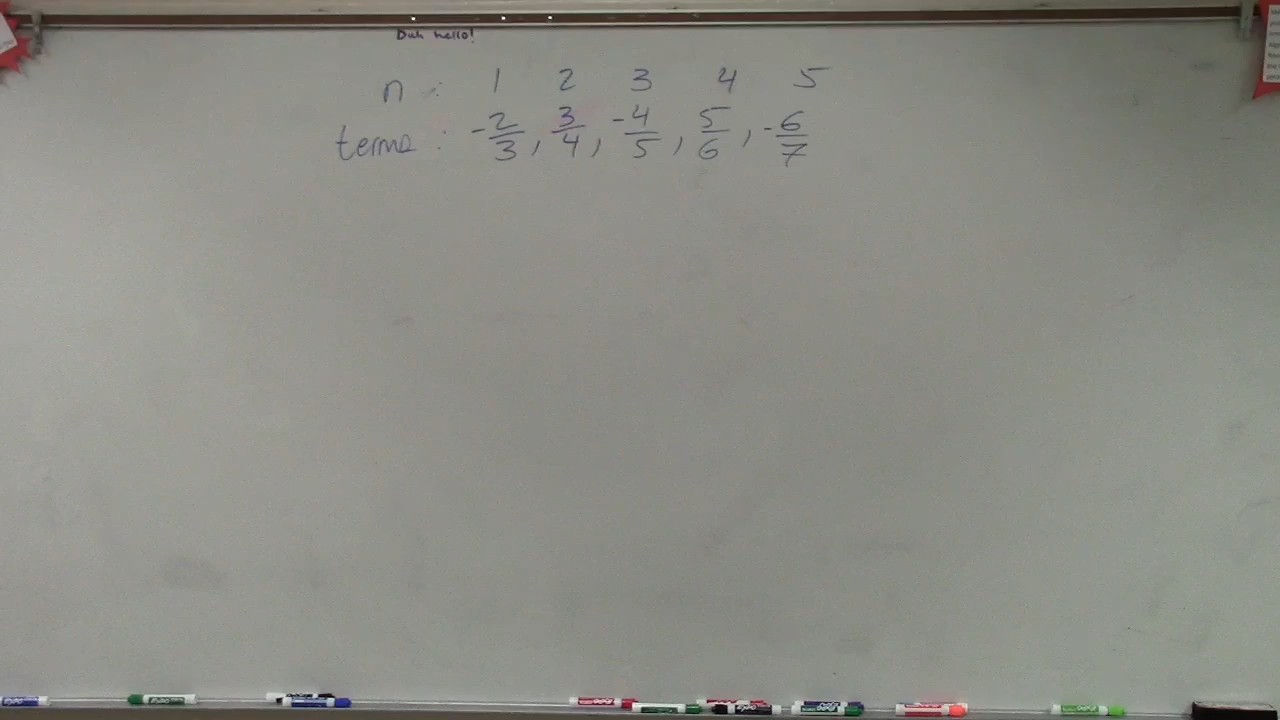 Duh hello!
n : 1 2 3 4 5
terms : -2/3, 3/4, -4/5, 5/6, -6/7